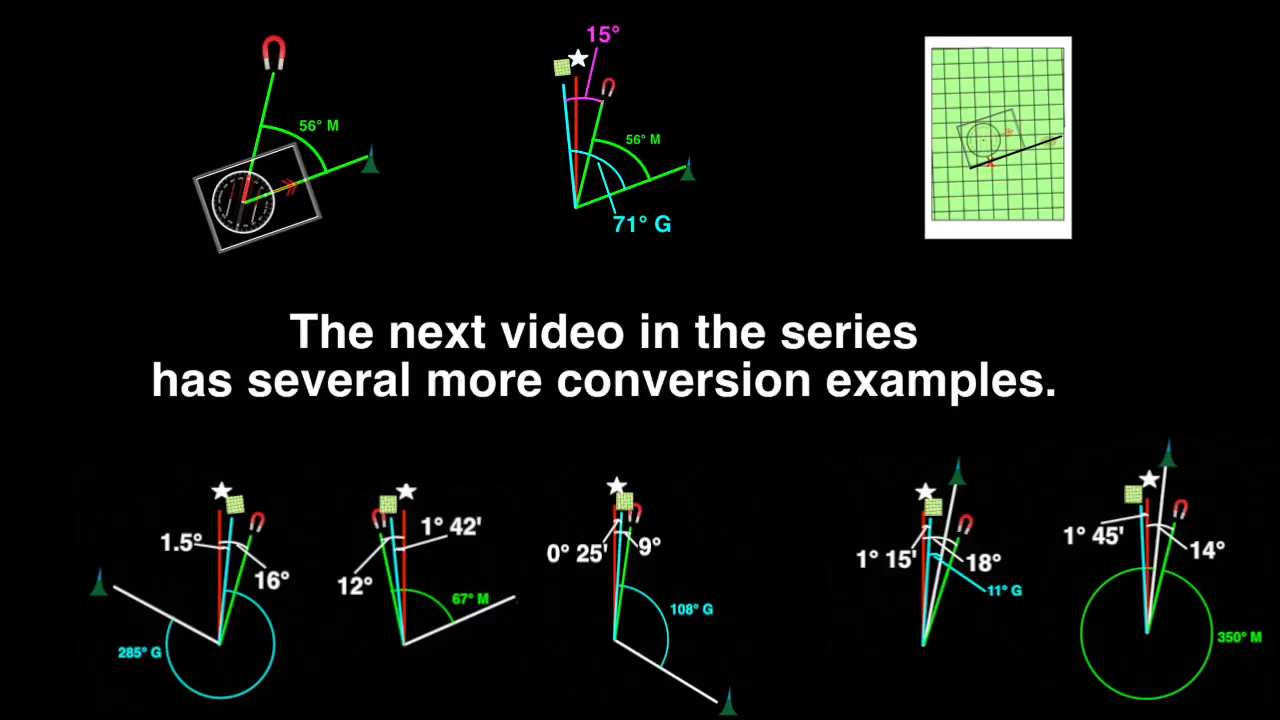 15°
56° M
56° M
71° G
The next video in the series
has several more conversion examples.
1.5°
16°
285° G
1° 42'
12°
67° M
0° 25'
9°
108° G
1° 15'
18°
11° G
1° 45'
14°
350° M